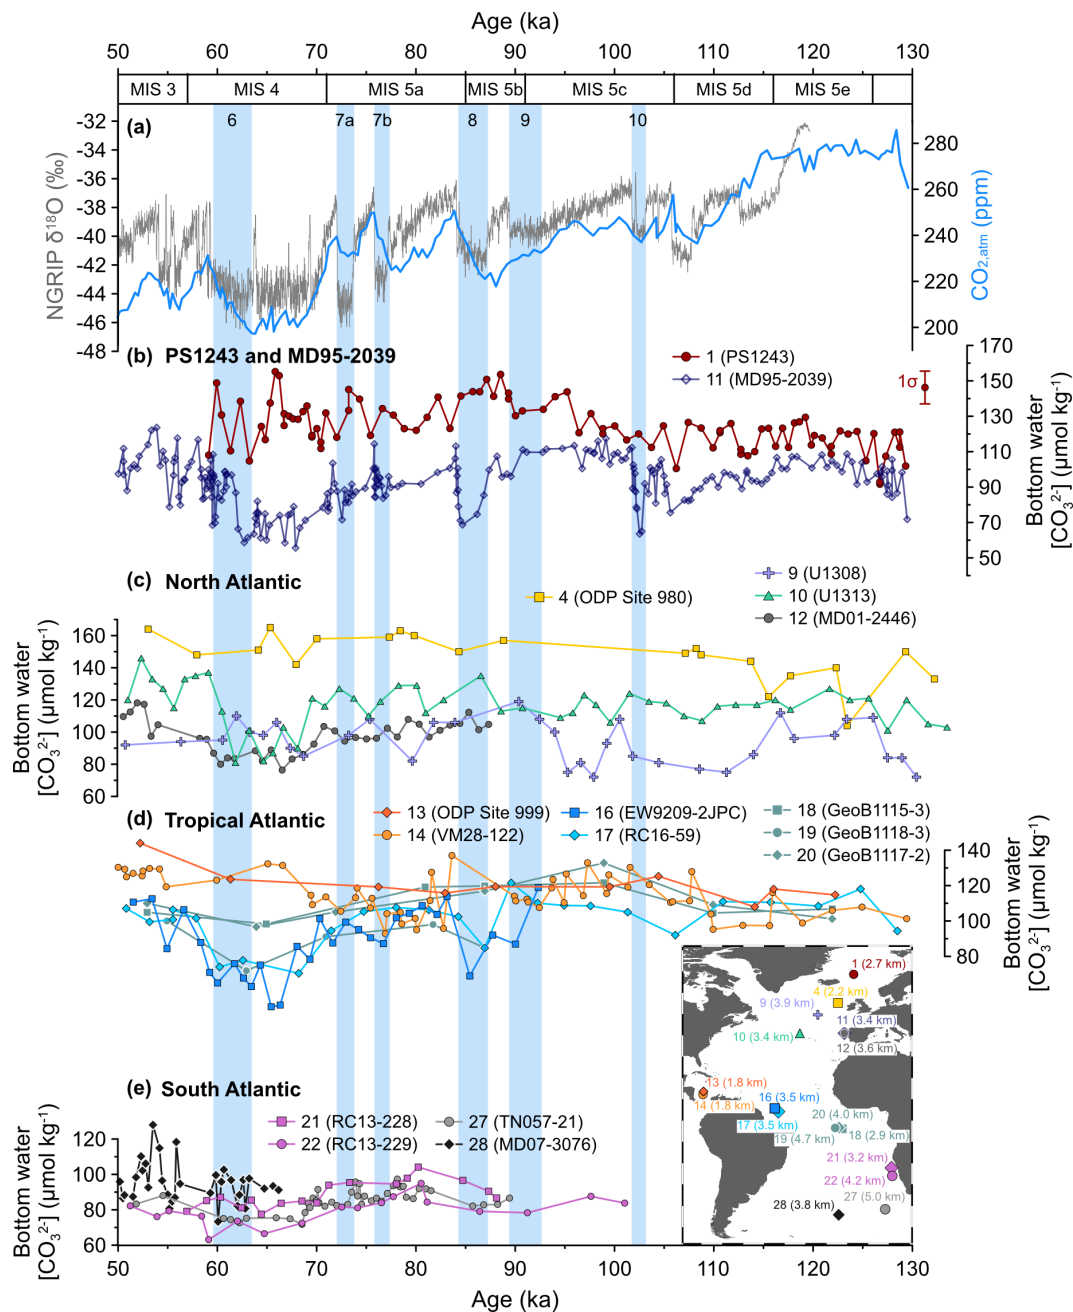 Age (ka)
50 60 70 80 90 100 110 120 130
MIS 3 MIS 4 MIS 5a MIS 5b MIS 5c MIS 5d MIS 5e
(a) 6 7a 7b 8 9 10
NGRIP δ¹⁸O (‰)
-32
-34
-36
-38
-40
-42
-44
-46
-48
280
260
240
220
200
CO₂,atm (ppm)
(b) PS1243 and MD95-2039
1 (PS1243)
11 (MD95-2039)
1σ
170
150
130
110
90
70
50
Bottom water
[CO₃²⁻] (µmol kg⁻¹)
(c) North Atlantic
4 (ODP Site 980)
9 (U1308)
10 (U1313)
12 (MD01-2446)
160
140
120
100
80
60
Bottom water
[CO₃²⁻] (µmol kg⁻¹)
(d) Tropical Atlantic
13 (ODP Site 999)
14 (VM28-122)
16 (EW9209-2JPC)
17 (RC16-59)
18 (GeoB1115-3)
19 (GeoB1118-3)
20 (GeoB1117-2)
140
120
100
80
Bottom water
[CO₃²⁻] (µmol kg⁻¹)
1 (2.7 km)
4 (2.2 km)
9 (3.9 km)
11 (3.4 km)
10 (3.4 km)
12 (3.6 km)
13 (1.8 km)
14 (1.8 km)
16 (3.5 km)
17 (3.5 km)
20 (4.0 km)
19 (4.7 km)
18 (2.9 km)
21 (3.2 km)
22 (4.2 km)
27 (5.0 km)
28 (3.8 km)
(e) South Atlantic
21 (RC13-228)
22 (RC13-229)
27 (TN057-21)
28 (MD07-3076)
120
100
80
60
Bottom water
[CO₃²⁻] (µmol kg⁻¹)
50 60 70 80 90 100 110 120 130
Age (ka)